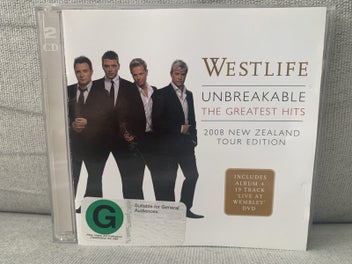 2
CD
WESTLIFE
UNBREAKABLE
THE GREATEST HITS
2008 NEW ZEALAND
TOUR EDITION
INCLUDES
ALBUM +
19 TRACK
'LIVE AT
WEMBLEY'
DVD
G
Suitable for General
Audiences